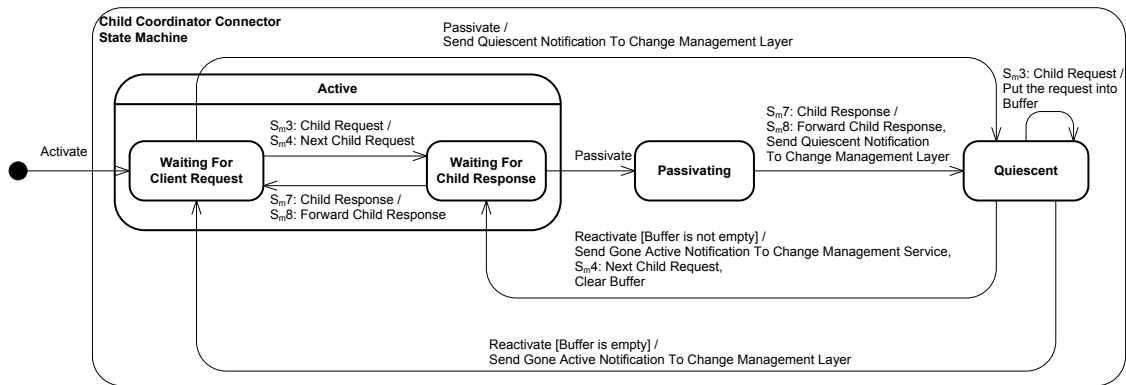 Child Coordinator Connector
State Machine
Passivate /
Send Quiescent Notification To Change Management Layer
Sm3: Child Request /
Put the request into
Buffer
Active
Sm3: Child Request /
Sm4: Next Child Request
Sm7: Child Response /
Sm8: Forward Child Response,
Send Quiescent Notification
To Change Management Layer
Activate
Waiting For
Client Request
Waiting For
Child Response
Passivate
Passivating
Quiescent
Sm7: Child Response /
Sm8: Forward Child Response
Reactivate [Buffer is not empty] /
Send Gone Active Notification To Change Management Service,
Sm4: Next Child Request,
Clear Buffer
Reactivate [Buffer is empty] /
Send Gone Active Notification To Change Management Layer